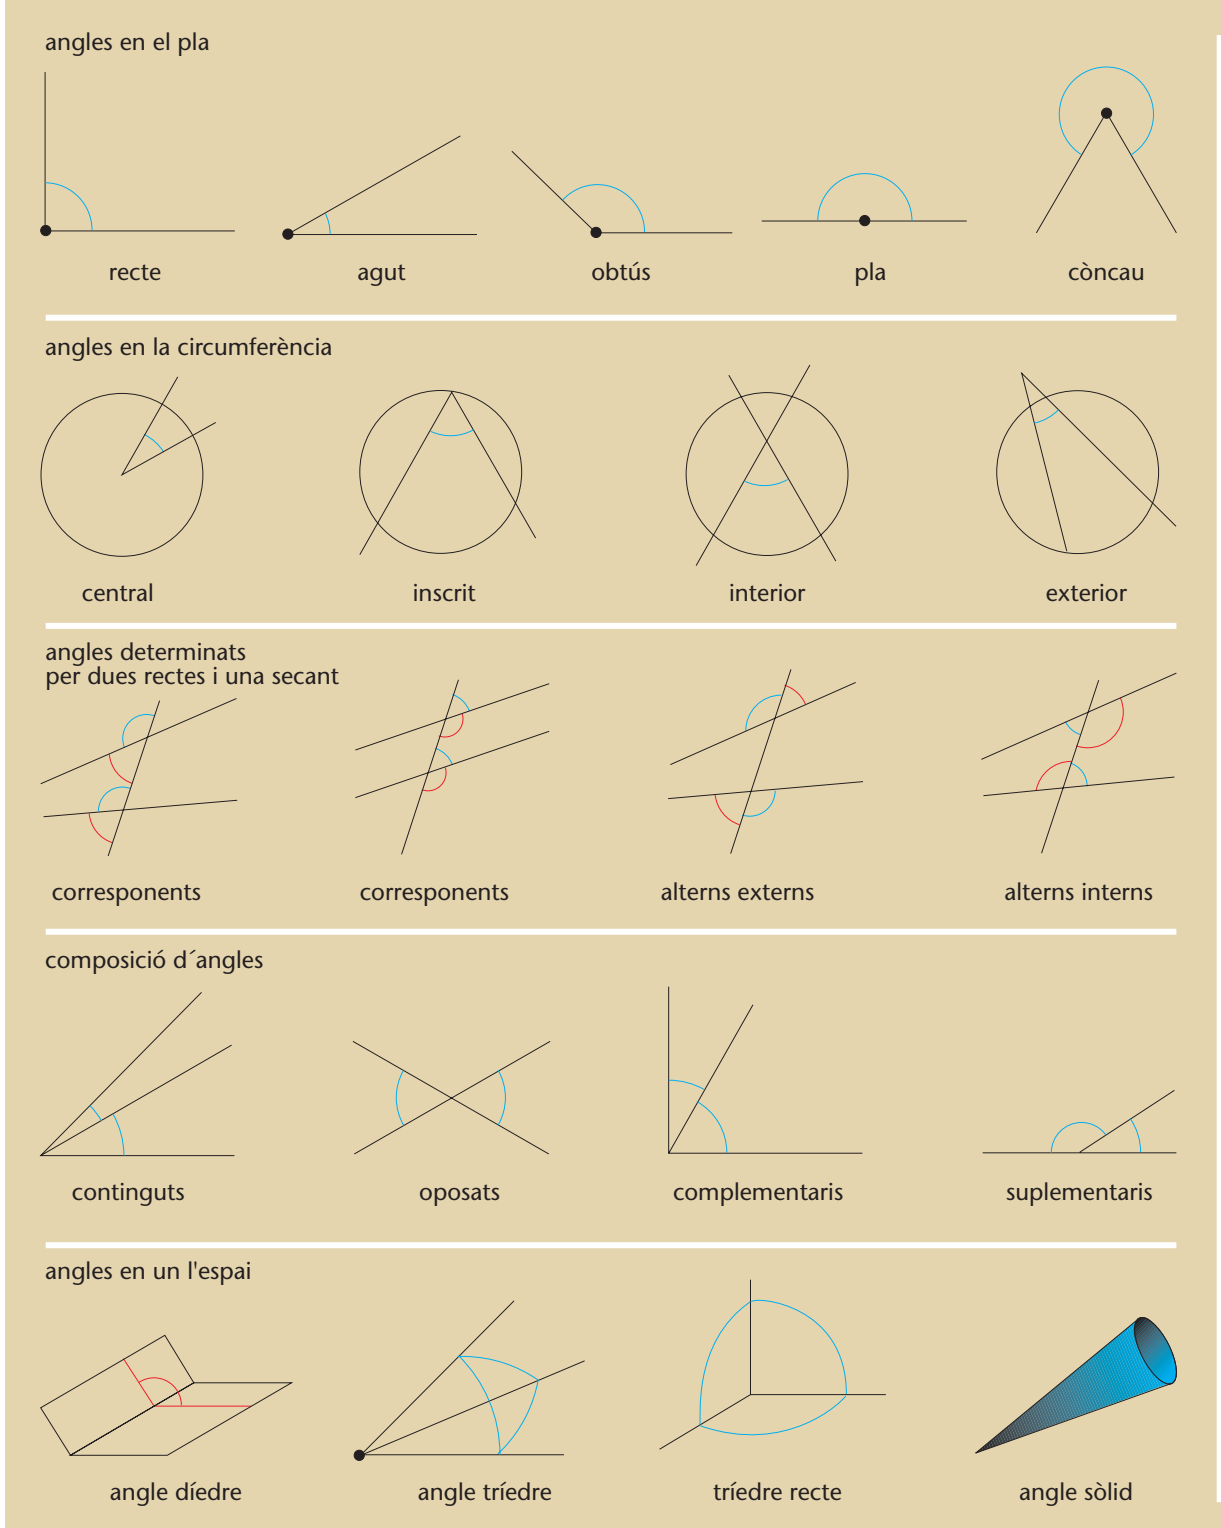 angles en el pla
recte
agut
obtús
pla
còncau
angles en la circumferència
central
inscrit
interior
exterior
angles determinats
per dues rectes i una secant
corresponents
corresponents
alterns externs
alterns interns
composició d´angles
continguts
oposats
complementaris
suplementaris
angles en un l'espai
angle díedre
angle tríedre
tríedre recte
angle sòlid